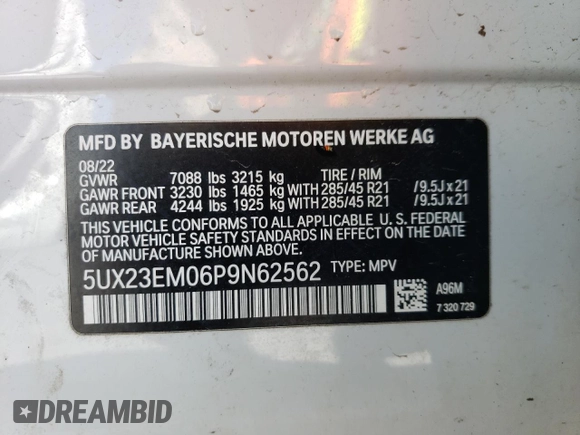 MFD BY BAYERISCHE MOTOREN WERKE AG
08/22
GVWR 7088 lbs 3215 kg TIRE / RIM
GAWR FRONT 3230 lbs 1465 kg WITH 285/45 R21 /9.5J x 21
GAWR REAR 4244 lbs 1925 kg WITH 285/45 R21 /9.5J x 21
THIS VEHICLE CONFORMS TO ALL APPLICABLE U. S. FEDERAL
MOTOR VEHICLE SAFETY STANDARDS IN EFFECT ON THE DATE
OF MANUFACTURE SHOWN ABOVE.
5UX23EM06P9N62562 TYPE: MPV
A96M
7 320 729
DREAMBID